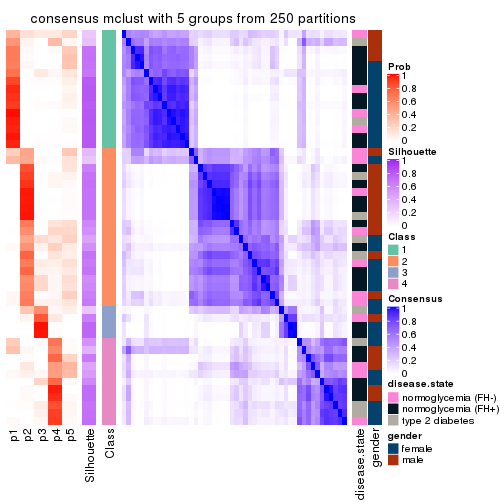 consensus mclust with 5 groups from 250 partitions
Prob
1
0.8
0.6
0.4
0.2
0
Silhouette
1
0.8
0.6
0.4
0.2
0
Class
1
2
3
4
Consensus
1
0.8
0.6
0.4
0.2
0
disease.state
normoglycemia (FH-)
normoglycemia (FH+)
type 2 diabetes
gender
female
male
p1
p2
p3
p4
p5
Silhouette
Class
disease.state
gender